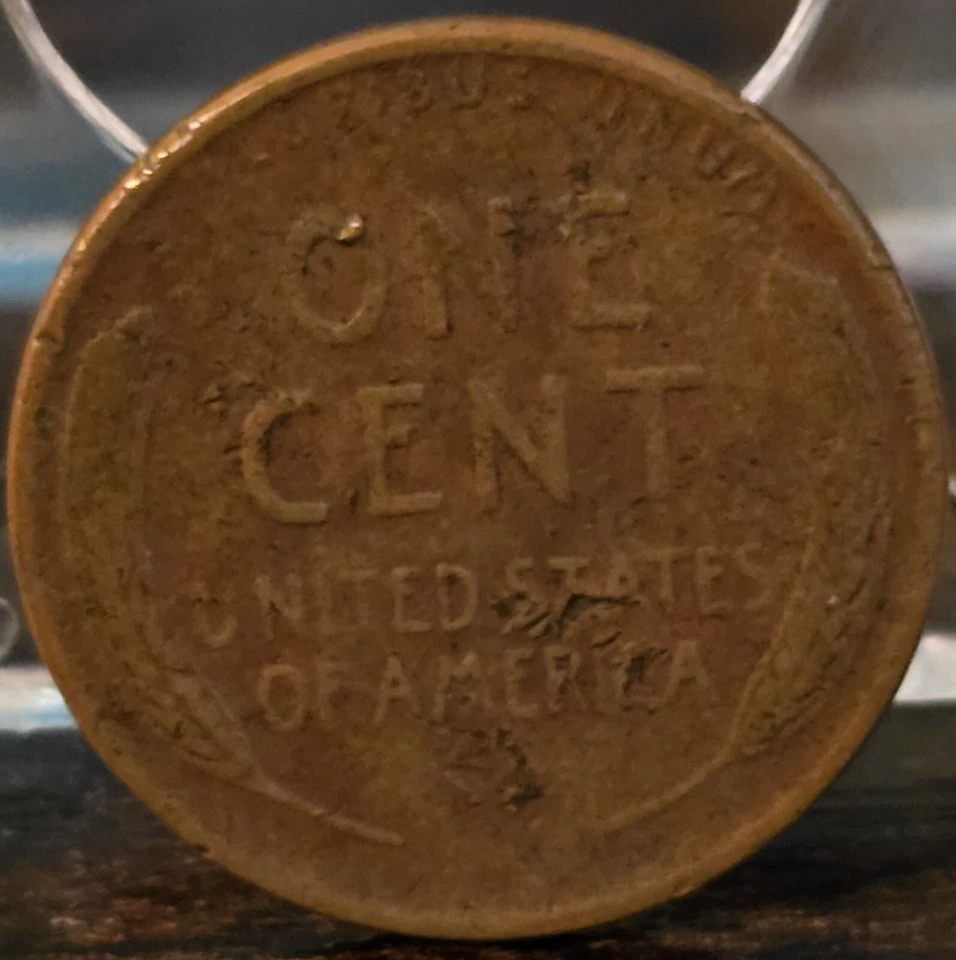 ONE
CENT
UNITED STATES
OF AMERICA